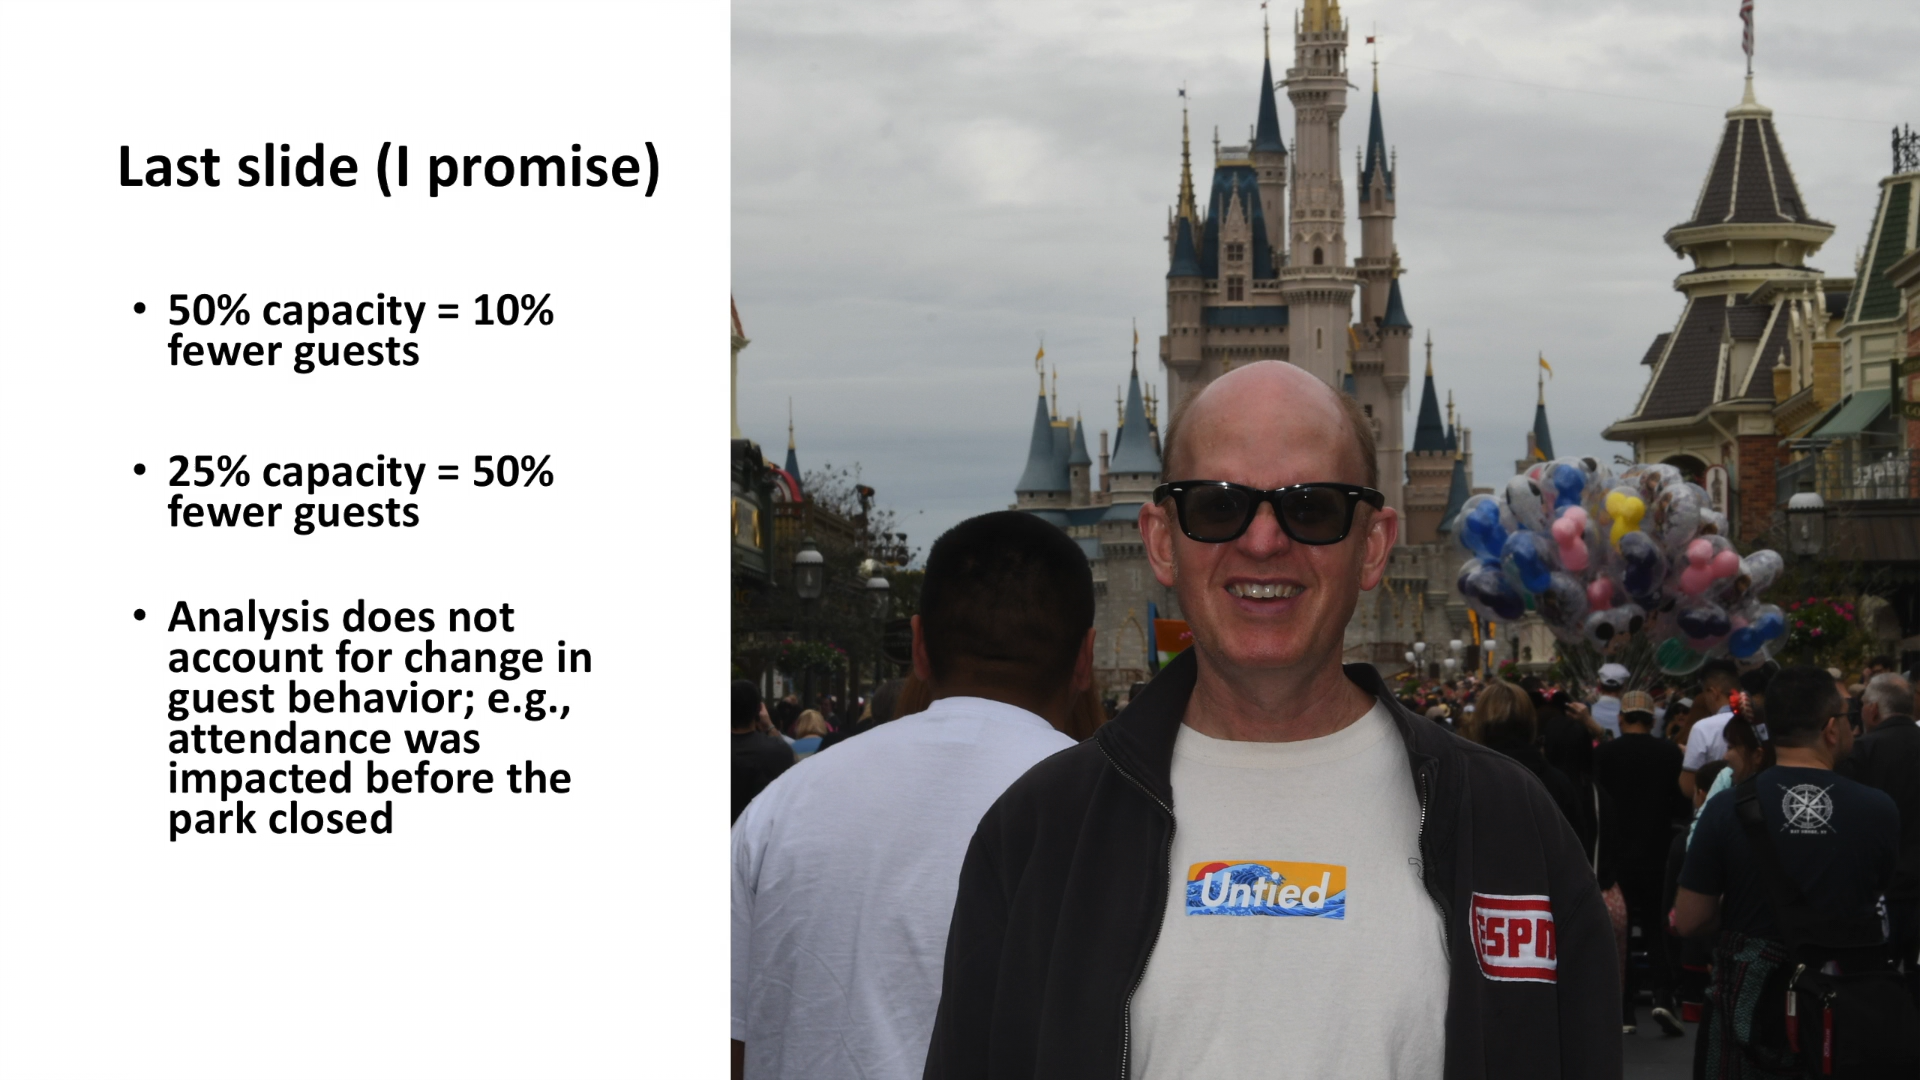 Last slide (I promise)
• 50% capacity = 10%
fewer guests
• 25% capacity = 50%
fewer guests
• Analysis does not
account for change in
guest behavior; e.g.,
attendance was
impacted before the
park closed
Untied
ESPN